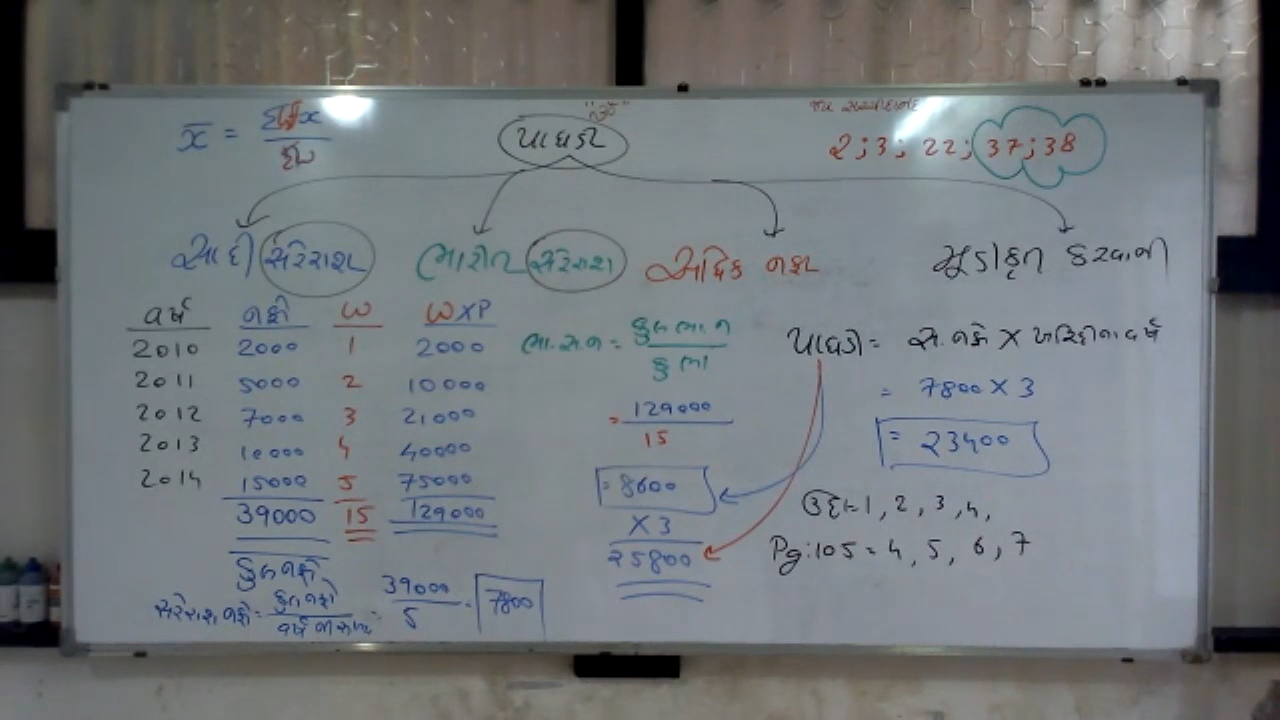 x̄ = Σwx / Σw
પાઘડી
2 ; 3 ; 22 ; 37 ; 38
સાદી સરેરાશ
ભારીત સરેરાશ
અધિક નફા
મૂડીકૃત કરવાની
વર્ષ નફો W WXP
2010 2000 1 2000
2011 5000 2 10000
2012 7000 3 21000
2013 10000 4 40000
2014 15000 5 75000
39000 15 129000
કુલ નફો
સરેરાશ નફો = કુલ નફો / વર્ષની સંખ્યા = 39000 / 5 = 7800
ભા.સ.ન = કુલ ભા ન / કુ ભા
= 129000 / 15
= 8600
X 3
25800
પાઘડી = સ. નફો X ખરીદીના વર્ષ
= 7800 X 3
= 23400
ઉદા:- 1, 2, 3, 4,
Pg:105 = 4, 5, 6, 7